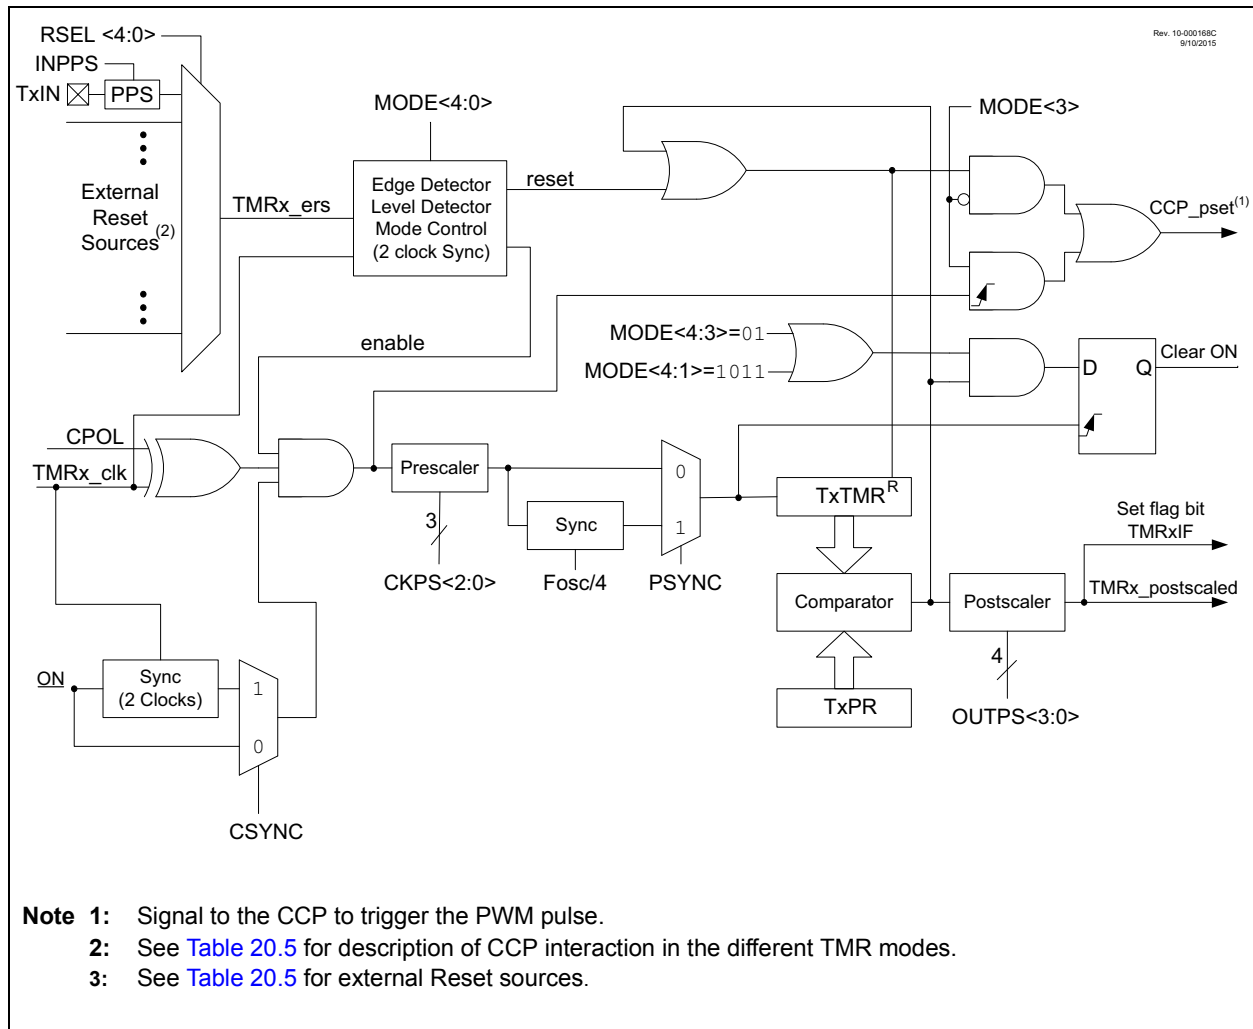 Rev. 10-000168C
9/10/2015
RSEL <4:0>
INPPS
TxIN
PPS
MODE<4:0>
MODE<3>
External
Reset
Sources(2)
TMRx_ers
Edge Detector
Level Detector
Mode Control
(2 clock Sync)
reset
CCP_pset(1)
enable
MODE<4:3>=01
MODE<4:1>=1011
D
Q
Clear ON
CPOL
TMRx_clk
Prescaler
0
1
TxTMR
R
3
Sync
CKPS<2:0>
Fosc/4
PSYNC
Set flag bit
TMRxIF
Comparator
Postscaler
TMRx_postscaled
ON
Sync
(2 Clocks)
1
0
4
TxPR
OUTPS<3:0>
CSYNC
Note 1: Signal to the CCP to trigger the PWM pulse.
2: See Table 20.5 for description of CCP interaction in the different TMR modes.
3: See Table 20.5 for external Reset sources.